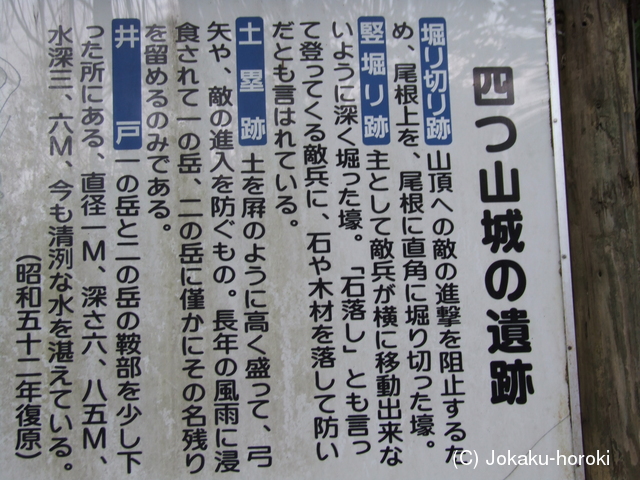 四つ山城の遺跡
堀り切り跡 山頂への敵の進撃を阻止するた
め、尾根上を、尾根に直角に堀り切った壕。
竪堀り跡 主として敵兵が横に移動出来な
いように深く堀った壕。「石落し」とも言っ
て登ってくる敵兵に、石や木材を落して防い
だとも言はれている。
土塁跡 土を屛のように高く盛って、弓
矢や、敵の進入を防ぐもの。長年の風雨に浸
食されて一の岳、二の岳に僅かにその名残り
を留めるのみである。
井戸 一の岳と二の岳の鞍部を少し下
った所にある、直径一M、深さ六、八五M、
水深三、六M、今も清洌な水を湛えている。
(昭和五十二年復原)
(C) Jokaku-horoki